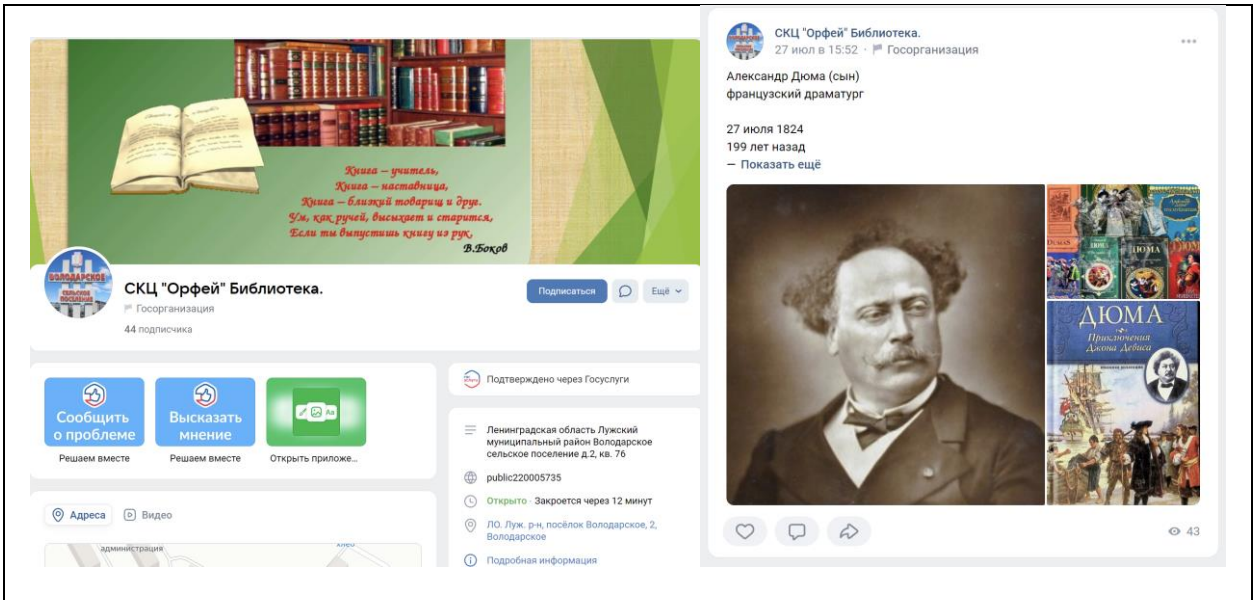 Книга – учитель,
Книга – наставница,
Книга – близкий товарищ и друг.
Ум, как ручей, высыхает и старится,
Если ты выпустишь книгу из рук,
В.Боков
ВОЛОДАРСКОЕ
СЕЛЬСКОЕ
ПОСЕЛЕНИЕ
СКЦ "Орфей" Библиотека.
Госорганизация
44 подписчика
Подписаться
Ещё
Сообщить
о проблеме
Решаем вместе
Высказать
мнение
Решаем вместе
Aa
Открыть приложе...
Адреса
Видео
администрация
Подтверждено через Госуслуги
Ленинградская область Лужский
муниципальный район Володарское
сельское поселение д.2, кв. 76
public220005735
Открыто · Закроется через 12 минут
ЛО. Луж. р-н, посёлок Володарское, 2,
Володарское
Подробная информация
СКЦ "Орфей" Библиотека.
27 июл в 15:52 · Госорганизация
Александр Дюма (сын)
французский драматург
27 июля 1824
199 лет назад
— Показать ещё
ДЮМА
ДЮМА
Приключения
Джона Дэвиса
43